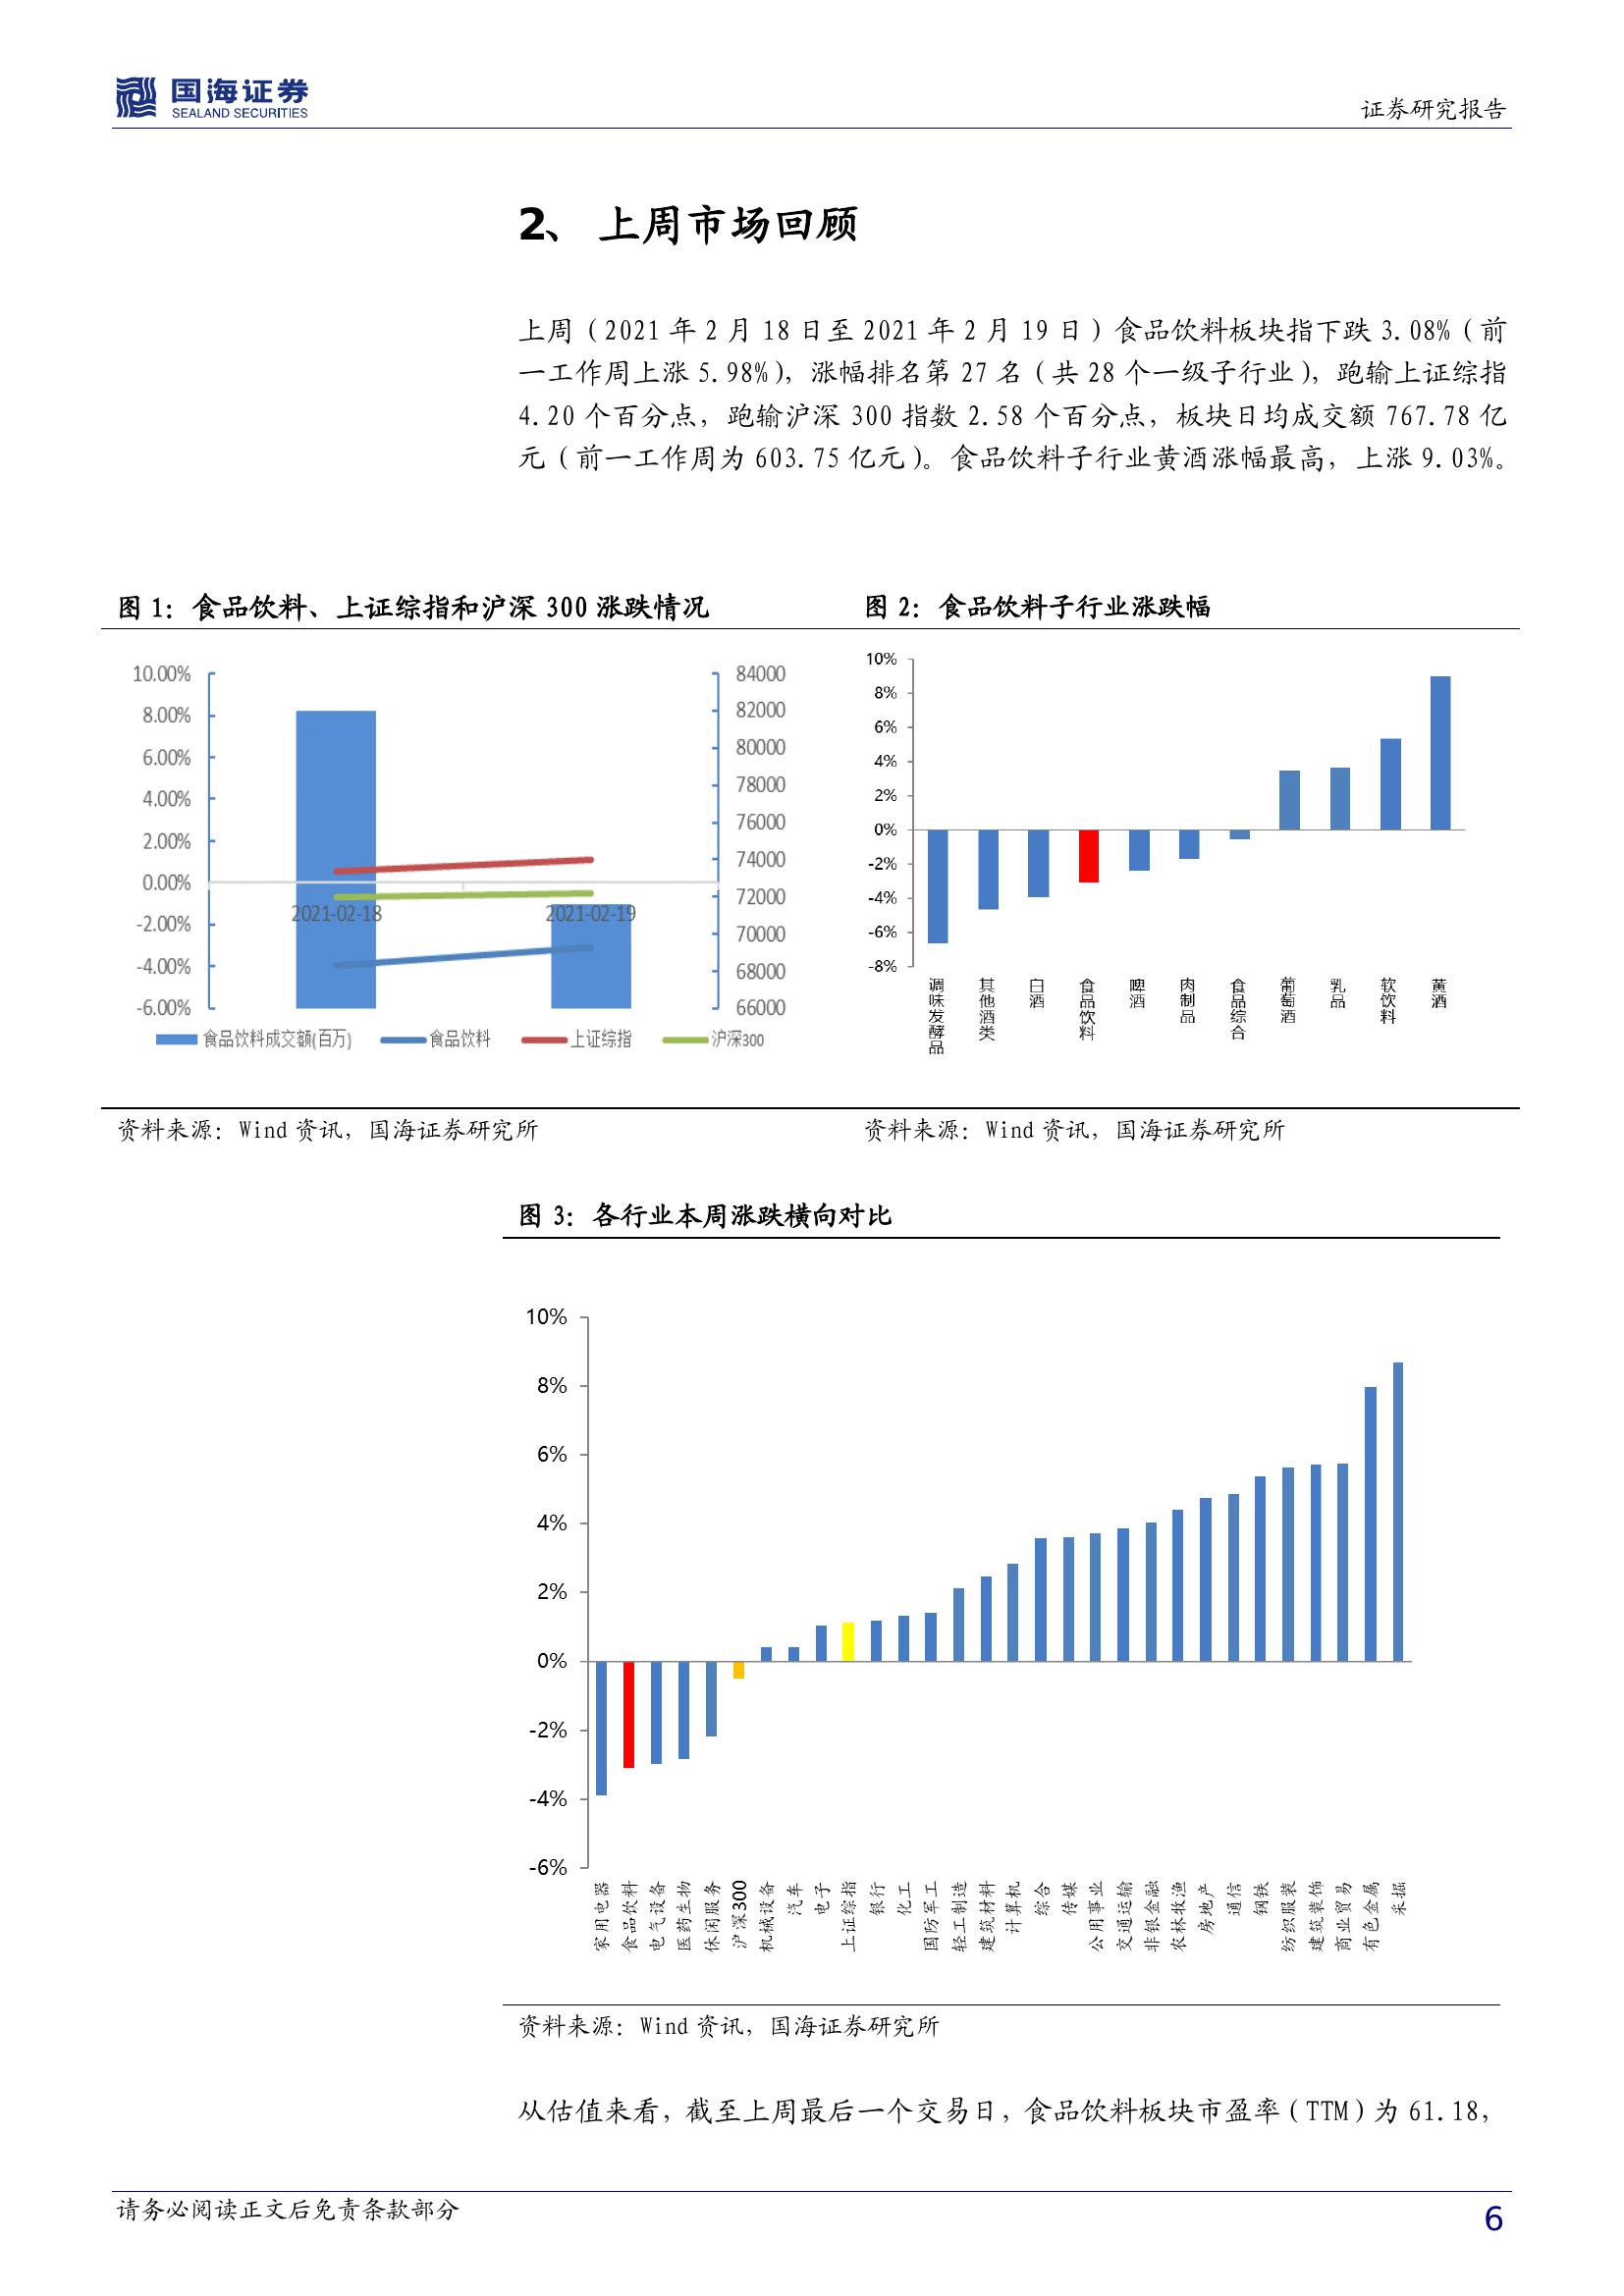 国海证券
SEALAND SECURITIES
证券研究报告
2、 上周市场回顾
上周（2021 年 2 月 18 日至 2021 年 2 月 19 日）食品饮料板块指下跌 3.08%（前
一工作周上涨 5.98%），涨幅排名第 27 名（共 28 个一级子行业），跑输上证综指
4.20 个百分点，跑输沪深 300 指数 2.58 个百分点，板块日均成交额 767.78 亿
元（前一工作周为 603.75 亿元）。食品饮料子行业黄酒涨幅最高，上涨 9.03%。
图 1：食品饮料、上证综指和沪深 300 涨跌情况
10.00%
8.00%
6.00%
4.00%
2.00%
0.00%
-2.00%
-4.00%
-6.00%
84000
82000
80000
78000
76000
74000
72000
70000
68000
66000
2021-02-18
2021-02-19
食品饮料成交额(百万)
食品饮料
上证综指
沪深300
资料来源：Wind 资讯，国海证券研究所
图 2：食品饮料子行业涨跌幅
10%
8%
6%
4%
2%
0%
-2%
-4%
-6%
-8%
调味发酵品
其他酒类
白酒
食品饮料
啤酒
肉制品
食品综合
葡萄酒
乳品
软饮料
黄酒
资料来源：Wind 资讯，国海证券研究所
图 3：各行业本周涨跌横向对比
10%
8%
6%
4%
2%
0%
-2%
-4%
-6%
家用电器
食品饮料
电气设备
医药生物
休闲服务
沪深300
机械设备
汽车
电子
上证综指
银行
化工
国防军工
轻工制造
建筑材料
计算机
综合
传媒
公用事业
交通运输
非银金融
农林牧渔
房地产
通信
钢铁
纺织服装
建筑装饰
商业贸易
有色金属
采掘
资料来源：Wind 资讯，国海证券研究所
从估值来看，截至上周最后一个交易日，食品饮料板块市盈率（TTM）为 61.18，
请务必阅读正文后免责条款部分
6